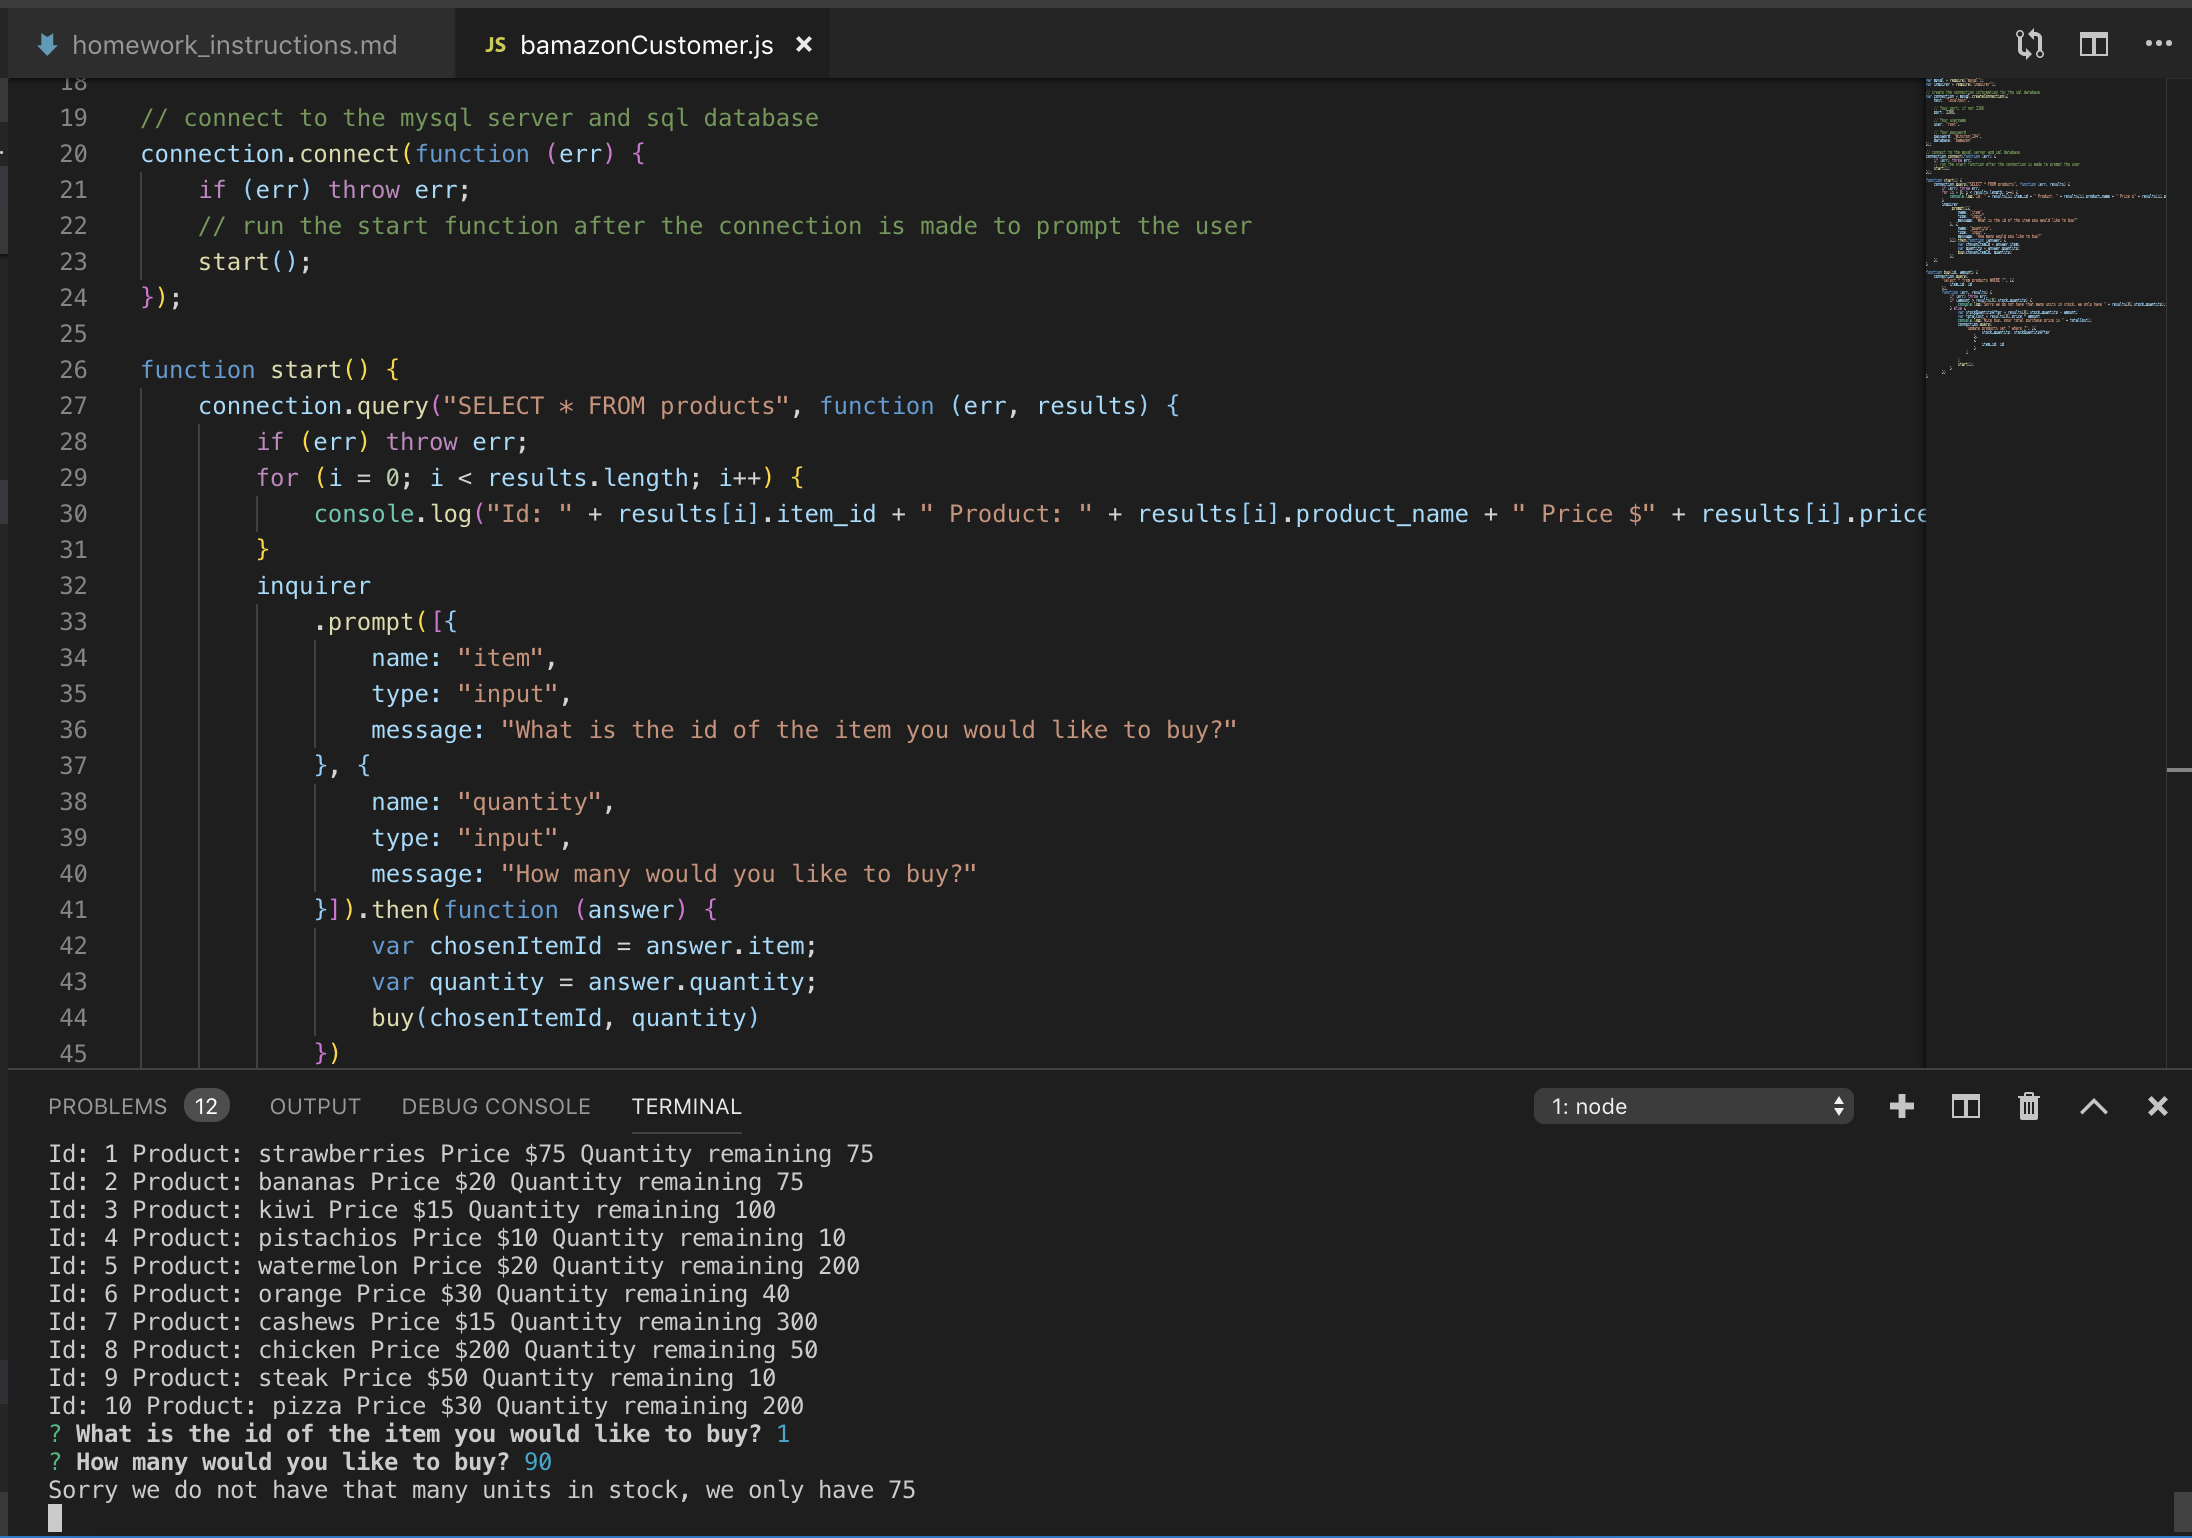 homework_instructions.md
JS bamazonCustomer.js
18
19 // connect to the mysql server and sql database
20 connection.connect(function (err) {
21 if (err) throw err;
22 // run the start function after the connection is made to prompt the user
23 start();
24 });
25
26 function start() {
27 connection.query("SELECT * FROM products", function (err, results) {
28 if (err) throw err;
29 for (i = 0; i < results.length; i++) {
30 console.log("Id: " + results[i].item_id + " Product: " + results[i].product_name + " Price $" + results[i].price
31 }
32 inquirer
33 .prompt([{
34 name: "item",
35 type: "input",
36 message: "What is the id of the item you would like to buy?"
37 }, {
38 name: "quantity",
39 type: "input",
40 message: "How many would you like to buy?"
41 }]).then(function (answer) {
42 var chosenItemId = answer.item;
43 var quantity = answer.quantity;
44 buy(chosenItemId, quantity)
45 })
PROBLEMS 12 OUTPUT DEBUG CONSOLE TERMINAL 1: node
Id: 1 Product: strawberries Price $75 Quantity remaining 75
Id: 2 Product: bananas Price $20 Quantity remaining 75
Id: 3 Product: kiwi Price $15 Quantity remaining 100
Id: 4 Product: pistachios Price $10 Quantity remaining 10
Id: 5 Product: watermelon Price $20 Quantity remaining 200
Id: 6 Product: orange Price $30 Quantity remaining 40
Id: 7 Product: cashews Price $15 Quantity remaining 300
Id: 8 Product: chicken Price $200 Quantity remaining 50
Id: 9 Product: steak Price $50 Quantity remaining 10
Id: 10 Product: pizza Price $30 Quantity remaining 200
? What is the id of the item you would like to buy? 1
? How many would you like to buy? 90
Sorry we do not have that many units in stock, we only have 75